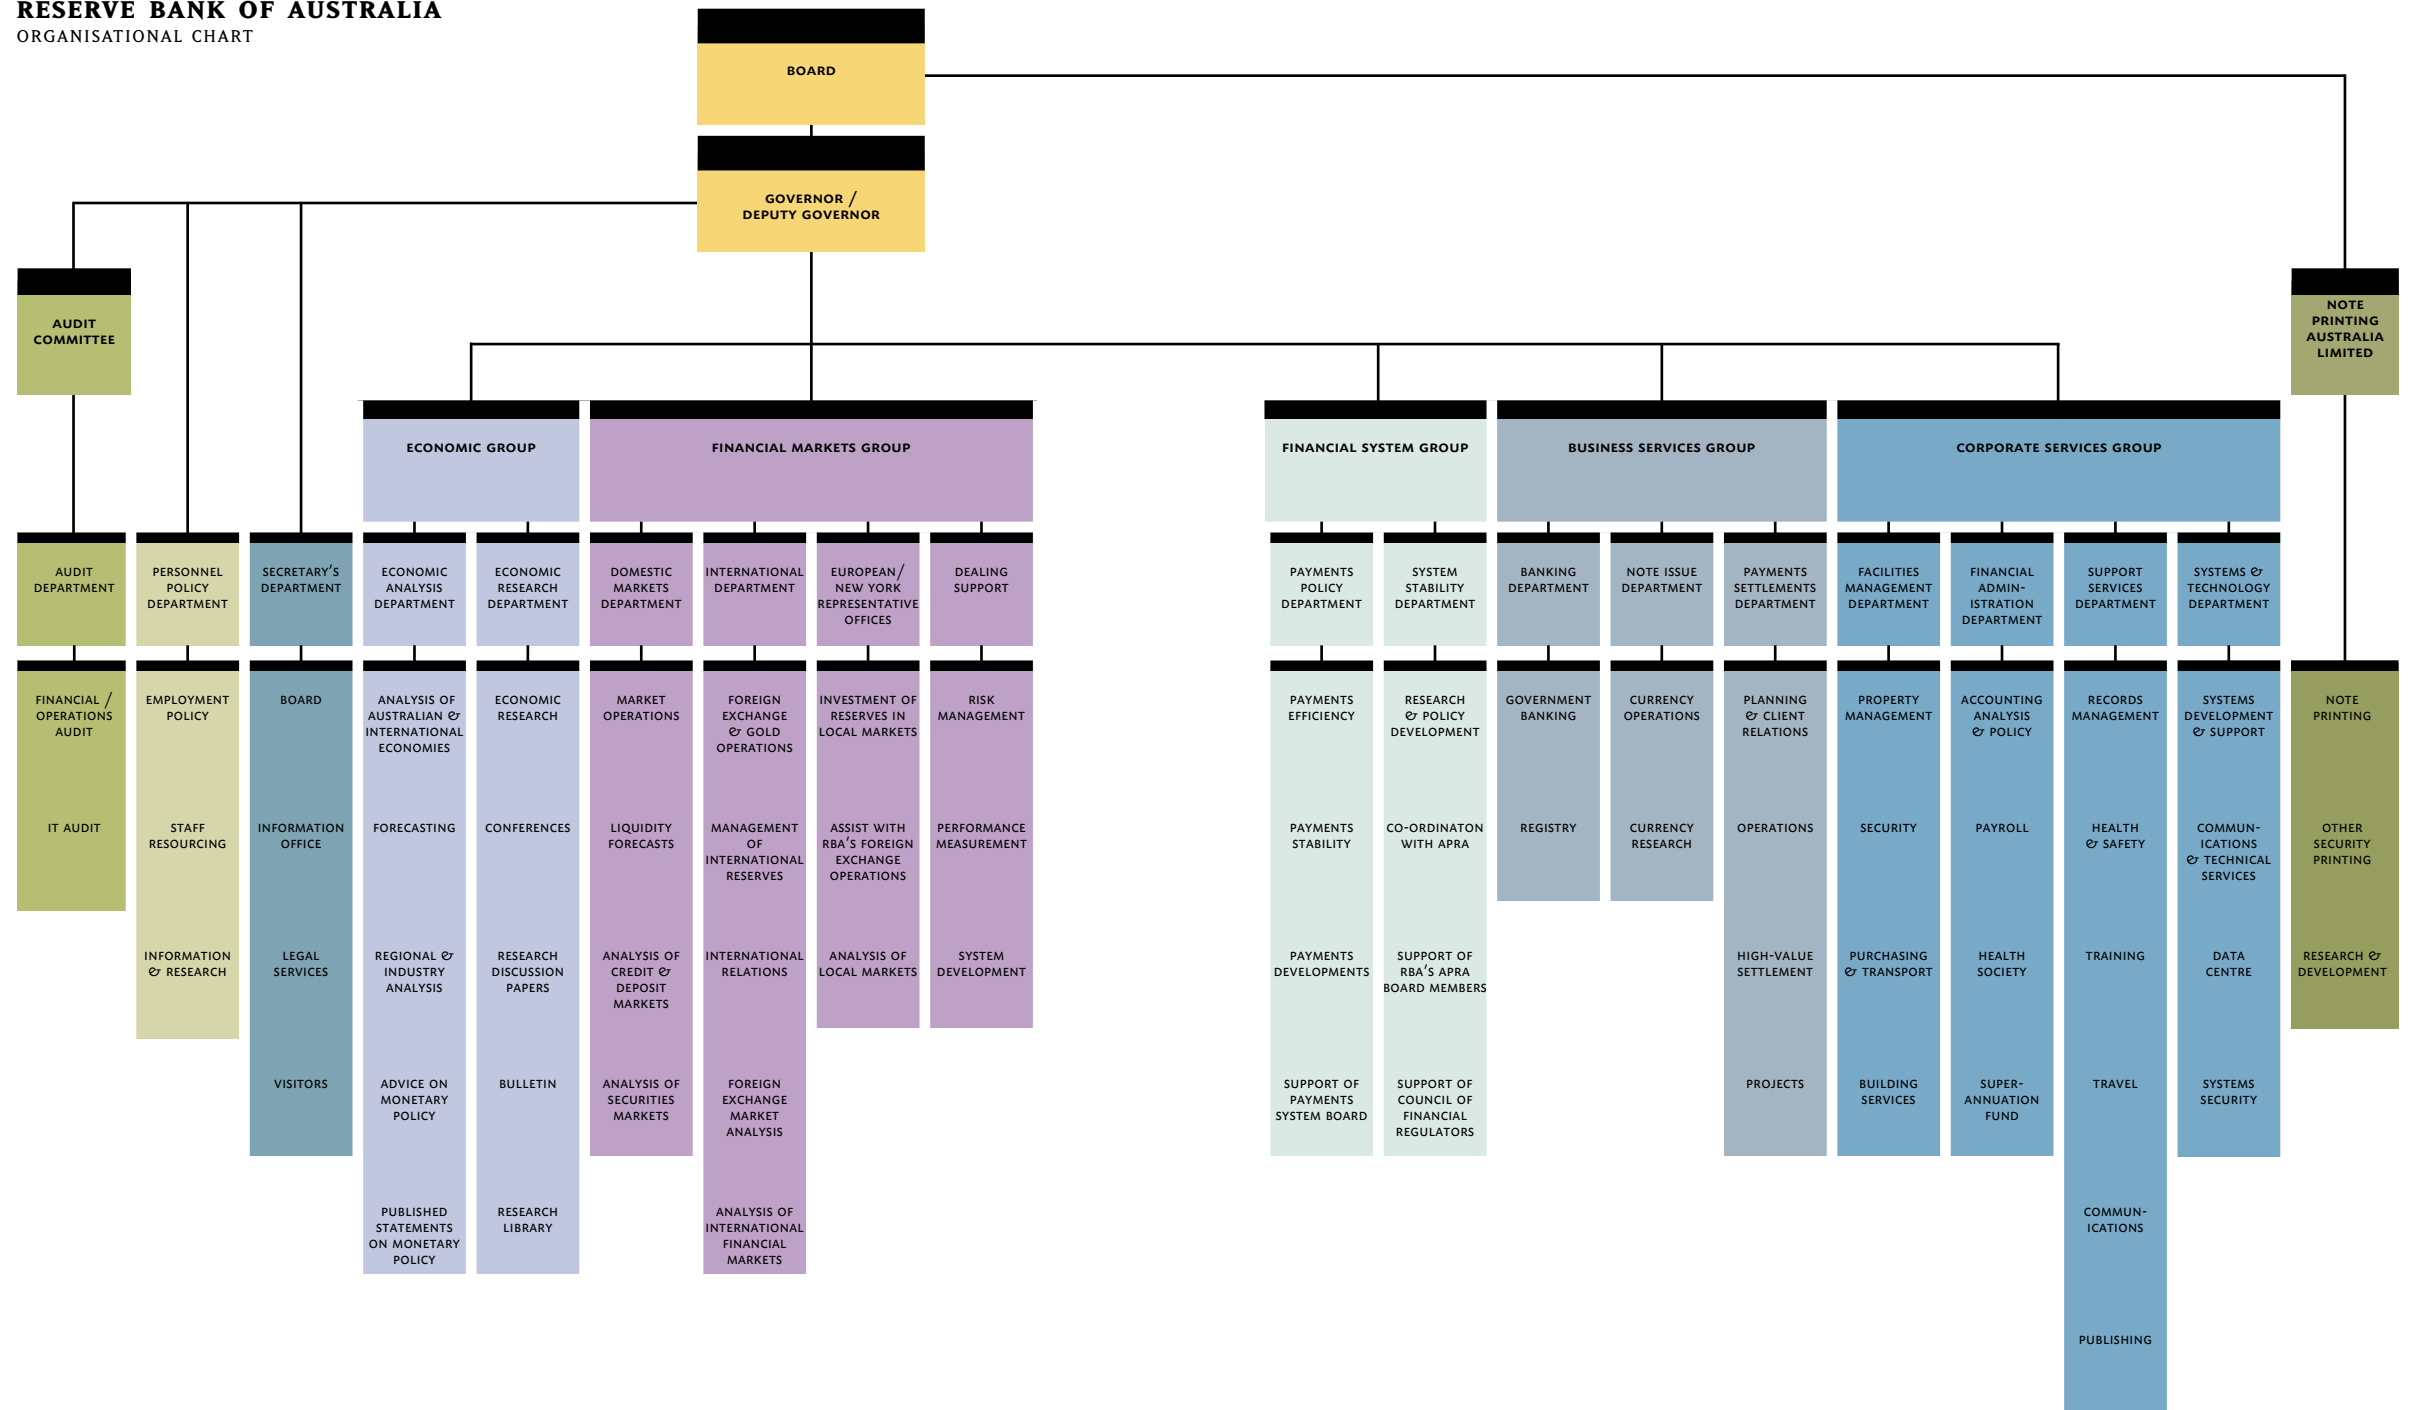 RESERVE BANK OF AUSTRALIA
ORGANISATIONAL CHART
BOARD
GOVERNOR /
DEPUTY GOVERNOR
AUDIT
COMMITTEE
NOTE
PRINTING
AUSTRALIA
LIMITED
ECONOMIC GROUP
FINANCIAL MARKETS GROUP
FINANCIAL SYSTEM GROUP
BUSINESS SERVICES GROUP
CORPORATE SERVICES GROUP
AUDIT
DEPARTMENT
PERSONNEL
POLICY
DEPARTMENT
SECRETARY'S
DEPARTMENT
ECONOMIC
ANALYSIS
DEPARTMENT
ECONOMIC
RESEARCH
DEPARTMENT
DOMESTIC
MARKETS
DEPARTMENT
INTERNATIONAL
DEPARTMENT
EUROPEAN/
NEW YORK
REPRESENTATIVE
OFFICES
DEALING
SUPPORT
PAYMENTS
POLICY
DEPARTMENT
SYSTEM
STABILITY
DEPARTMENT
BANKING
DEPARTMENT
NOTE ISSUE
DEPARTMENT
PAYMENTS
SETTLEMENTS
DEPARTMENT
FACILITIES
MANAGEMENT
DEPARTMENT
FINANCIAL
ADMIN-
ISTRATION
DEPARTMENT
SUPPORT
SERVICES
DEPARTMENT
SYSTEMS &
TECHNOLOGY
DEPARTMENT
FINANCIAL /
OPERATIONS
AUDIT
IT AUDIT
EMPLOYMENT
POLICY
STAFF
RESOURCING
INFORMATION
& RESEARCH
BOARD
INFORMATION
OFFICE
LEGAL
SERVICES
VISITORS
ANALYSIS OF
AUSTRALIAN &
INTERNATIONAL
ECONOMIES
FORECASTING
REGIONAL &
INDUSTRY
ANALYSIS
ADVICE ON
MONETARY
POLICY
PUBLISHED
STATEMENTS
ON MONETARY
POLICY
ECONOMIC
RESEARCH
CONFERENCES
RESEARCH
DISCUSSION
PAPERS
BULLETIN
RESEARCH
LIBRARY
MARKET
OPERATIONS
LIQUIDITY
FORECASTS
ANALYSIS OF
CREDIT &
DEPOSIT
MARKETS
ANALYSIS OF
SECURITIES
MARKETS
FOREIGN
EXCHANGE
& GOLD
OPERATIONS
MANAGEMENT
OF
INTERNATIONAL
RESERVES
INTERNATIONAL
RELATIONS
FOREIGN
EXCHANGE
MARKET
ANALYSIS
ANALYSIS OF
INTERNATIONAL
FINANCIAL
MARKETS
INVESTMENT OF
RESERVES IN
LOCAL MARKETS
ASSIST WITH
RBA'S FOREIGN
EXCHANGE
OPERATIONS
ANALYSIS OF
LOCAL MARKETS
RISK
MANAGEMENT
PERFORMANCE
MEASUREMENT
SYSTEM
DEVELOPMENT
PAYMENTS
EFFICIENCY
PAYMENTS
STABILITY
PAYMENTS
DEVELOPMENTS
SUPPORT OF
PAYMENTS
SYSTEM BOARD
RESEARCH
& POLICY
DEVELOPMENT
CO-ORDINATON
WITH APRA
SUPPORT OF
RBA'S APRA
BOARD MEMBERS
SUPPORT OF
COUNCIL OF
FINANCIAL
REGULATORS
GOVERNMENT
BANKING
REGISTRY
CURRENCY
OPERATIONS
CURRENCY
RESEARCH
PLANNING
& CLIENT
RELATIONS
OPERATIONS
HIGH-VALUE
SETTLEMENT
PROJECTS
PROPERTY
MANAGEMENT
SECURITY
PURCHASING
& TRANSPORT
BUILDING
SERVICES
ACCOUNTING
ANALYSIS
& POLICY
PAYROLL
HEALTH
SOCIETY
SUPER-
ANNUATION
FUND
RECORDS
MANAGEMENT
HEALTH
& SAFETY
TRAINING
TRAVEL
COMMUN-
ICATIONS
PUBLISHING
SYSTEMS
DEVELOPMENT
& SUPPORT
COMMUN-
ICATIONS
& TECHNICAL
SERVICES
DATA
CENTRE
SYSTEMS
SECURITY
NOTE
PRINTING
OTHER
SECURITY
PRINTING
RESEARCH &
DEVELOPMENT